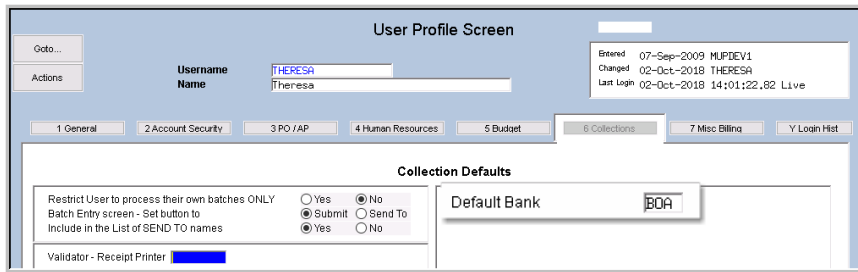 User Profile Screen
Goto...
Actions
Username THERESA
Name Theresa
Entered 07-Sep-2009 MUPDEV1
Changed 02-Oct-2018 THERESA
Last Login 02-Oct-2018 14:01:22.82 Live
1 General 2 Account Security 3 PO / AP 4 Human Resources 5 Budget 6 Collections 7 Misc Billing Y Login Hist
Collection Defaults
Restrict User to process their own batches ONLY Yes No
Batch Entry screen - Set button to Submit Send To
Include in the List of SEND TO names Yes No
Default Bank BOA
Validator - Receipt Printer